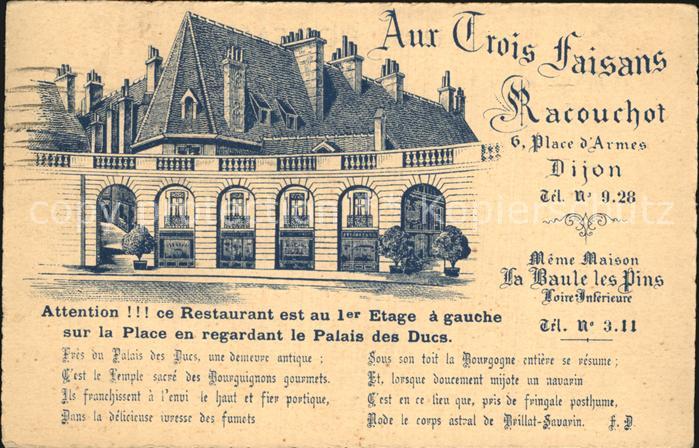 Aux Trois Faisans
Racouchot
6, Place d'Armes
Dijon
Tél. Nº 9.28
Même Maison
La Baule les Pins
Loire-Inférieure
Tél. Nº 3.11
Attention !!! ce Restaurant est au 1er Etage à gauche
sur la Place en regardant le Palais des Ducs.
Près du Palais des Ducs, une demeure antique ;
C'est le Temple sacré des Bourguignons gourmets.
Ils franchissent à l'envi le haut et fier portique,
Dans la délicieuse ivresse des fumets
Sous son toit la Bourgogne entière se résume ;
Et, lorsque doucement mijote un navarin
C'est en ce lieu que, pris de fringale posthume,
Rode le corps astral de Brillat-Savarin.